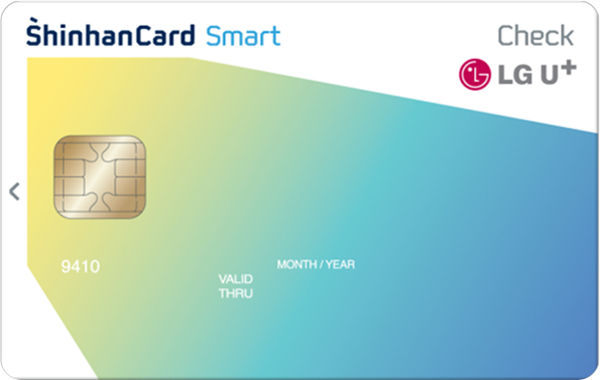 ShinhanCard Smart
Check
LG U+
9410
MONTH / YEAR
VALID
THRU